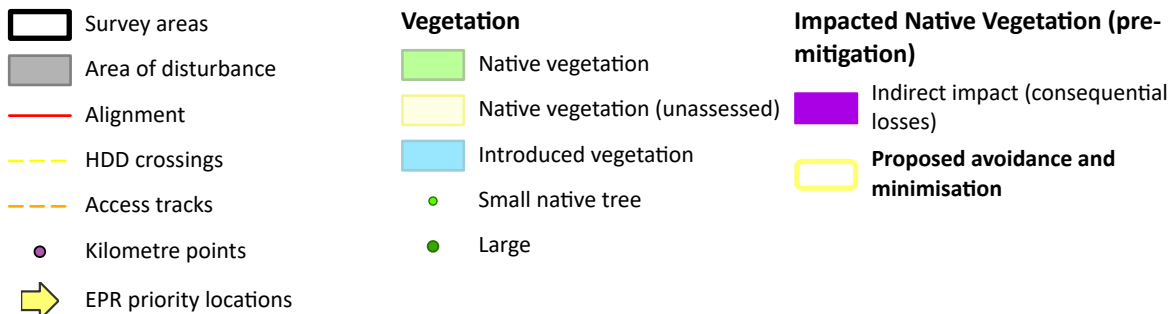 Survey areas
Area of disturbance
Alignment
HDD crossings
Access tracks
Kilometre points
EPR priority locations
Vegetation
Native vegetation
Native vegetation (unassessed)
Introduced vegetation
Small native tree
Large
Impacted Native Vegetation (pre-
mitigation)
Indirect impact (consequential
losses)
Proposed avoidance and
minimisation